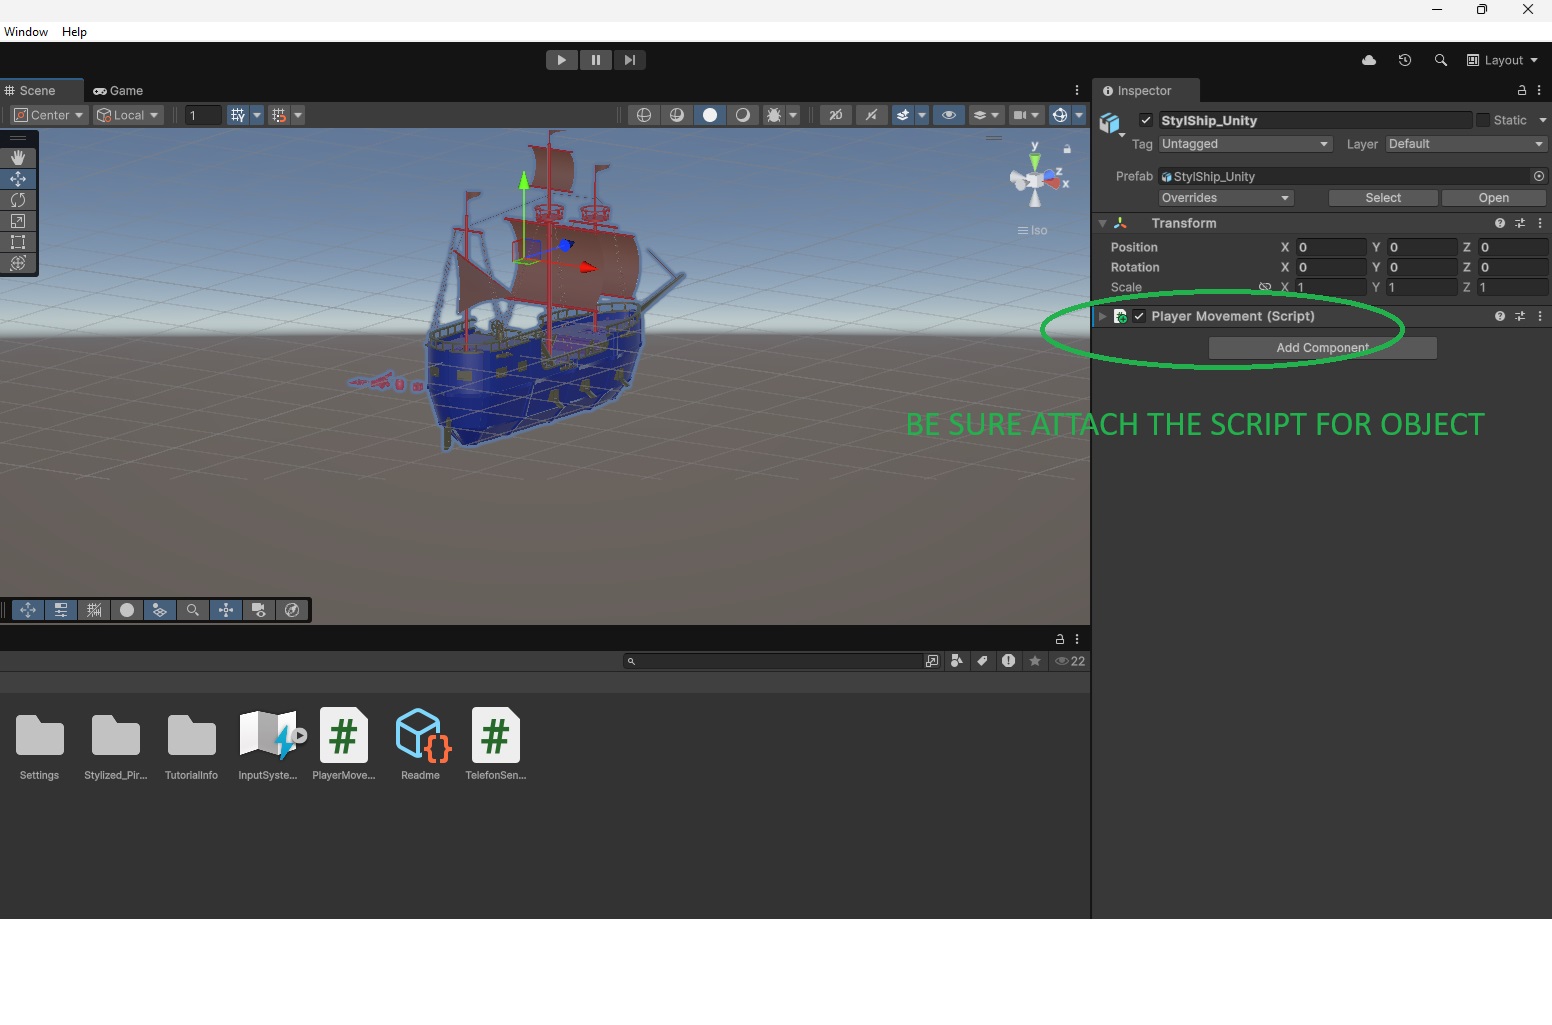 Window Help
Layout
Scene Game
Inspector
Center Local 1
2D
StylShip_Unity Static
Tag Untagged Layer Default
Prefab StylShip_Unity
Overrides Select Open
y
z
x
Iso
Transform
Position X 0 Y 0 Z 0
Rotation X 0 Y 0 Z 0
Scale X 1 Y 1 Z 1
Player Movement (Script)
Add Component
BE SURE ATTACH THE SCRIPT FOR OBJECT
22
Settings Stylized_Pir... TutorialInfo InputSyste... PlayerMove... Readme TelefonSen...